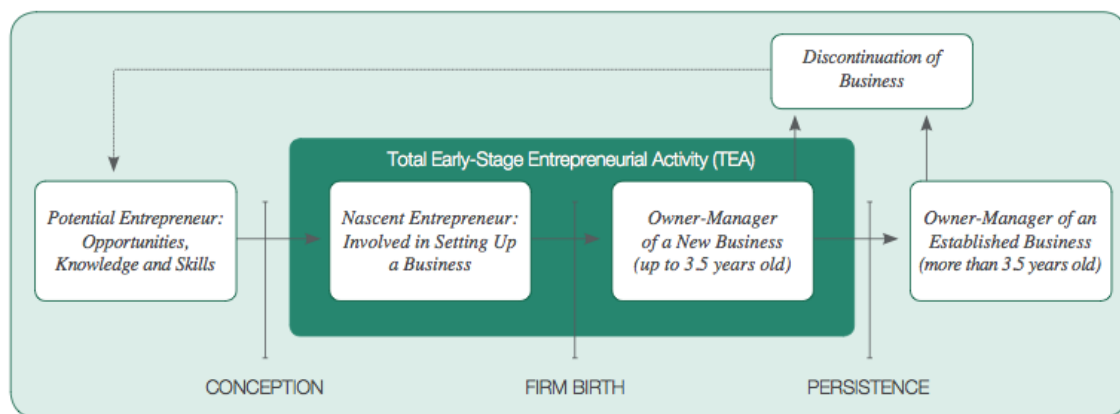 Discontinuation of
Business
Total Early-Stage Entrepreneurial Activity (TEA)
Potential Entrepreneur:
Opportunities,
Knowledge and Skills
Nascent Entrepreneur:
Involved in Setting Up
a Business
Owner-Manager
of a New Business
(up to 3.5 years old)
Owner-Manager of an
Established Business
(more than 3.5 years old)
CONCEPTION
FIRM BIRTH
PERSISTENCE